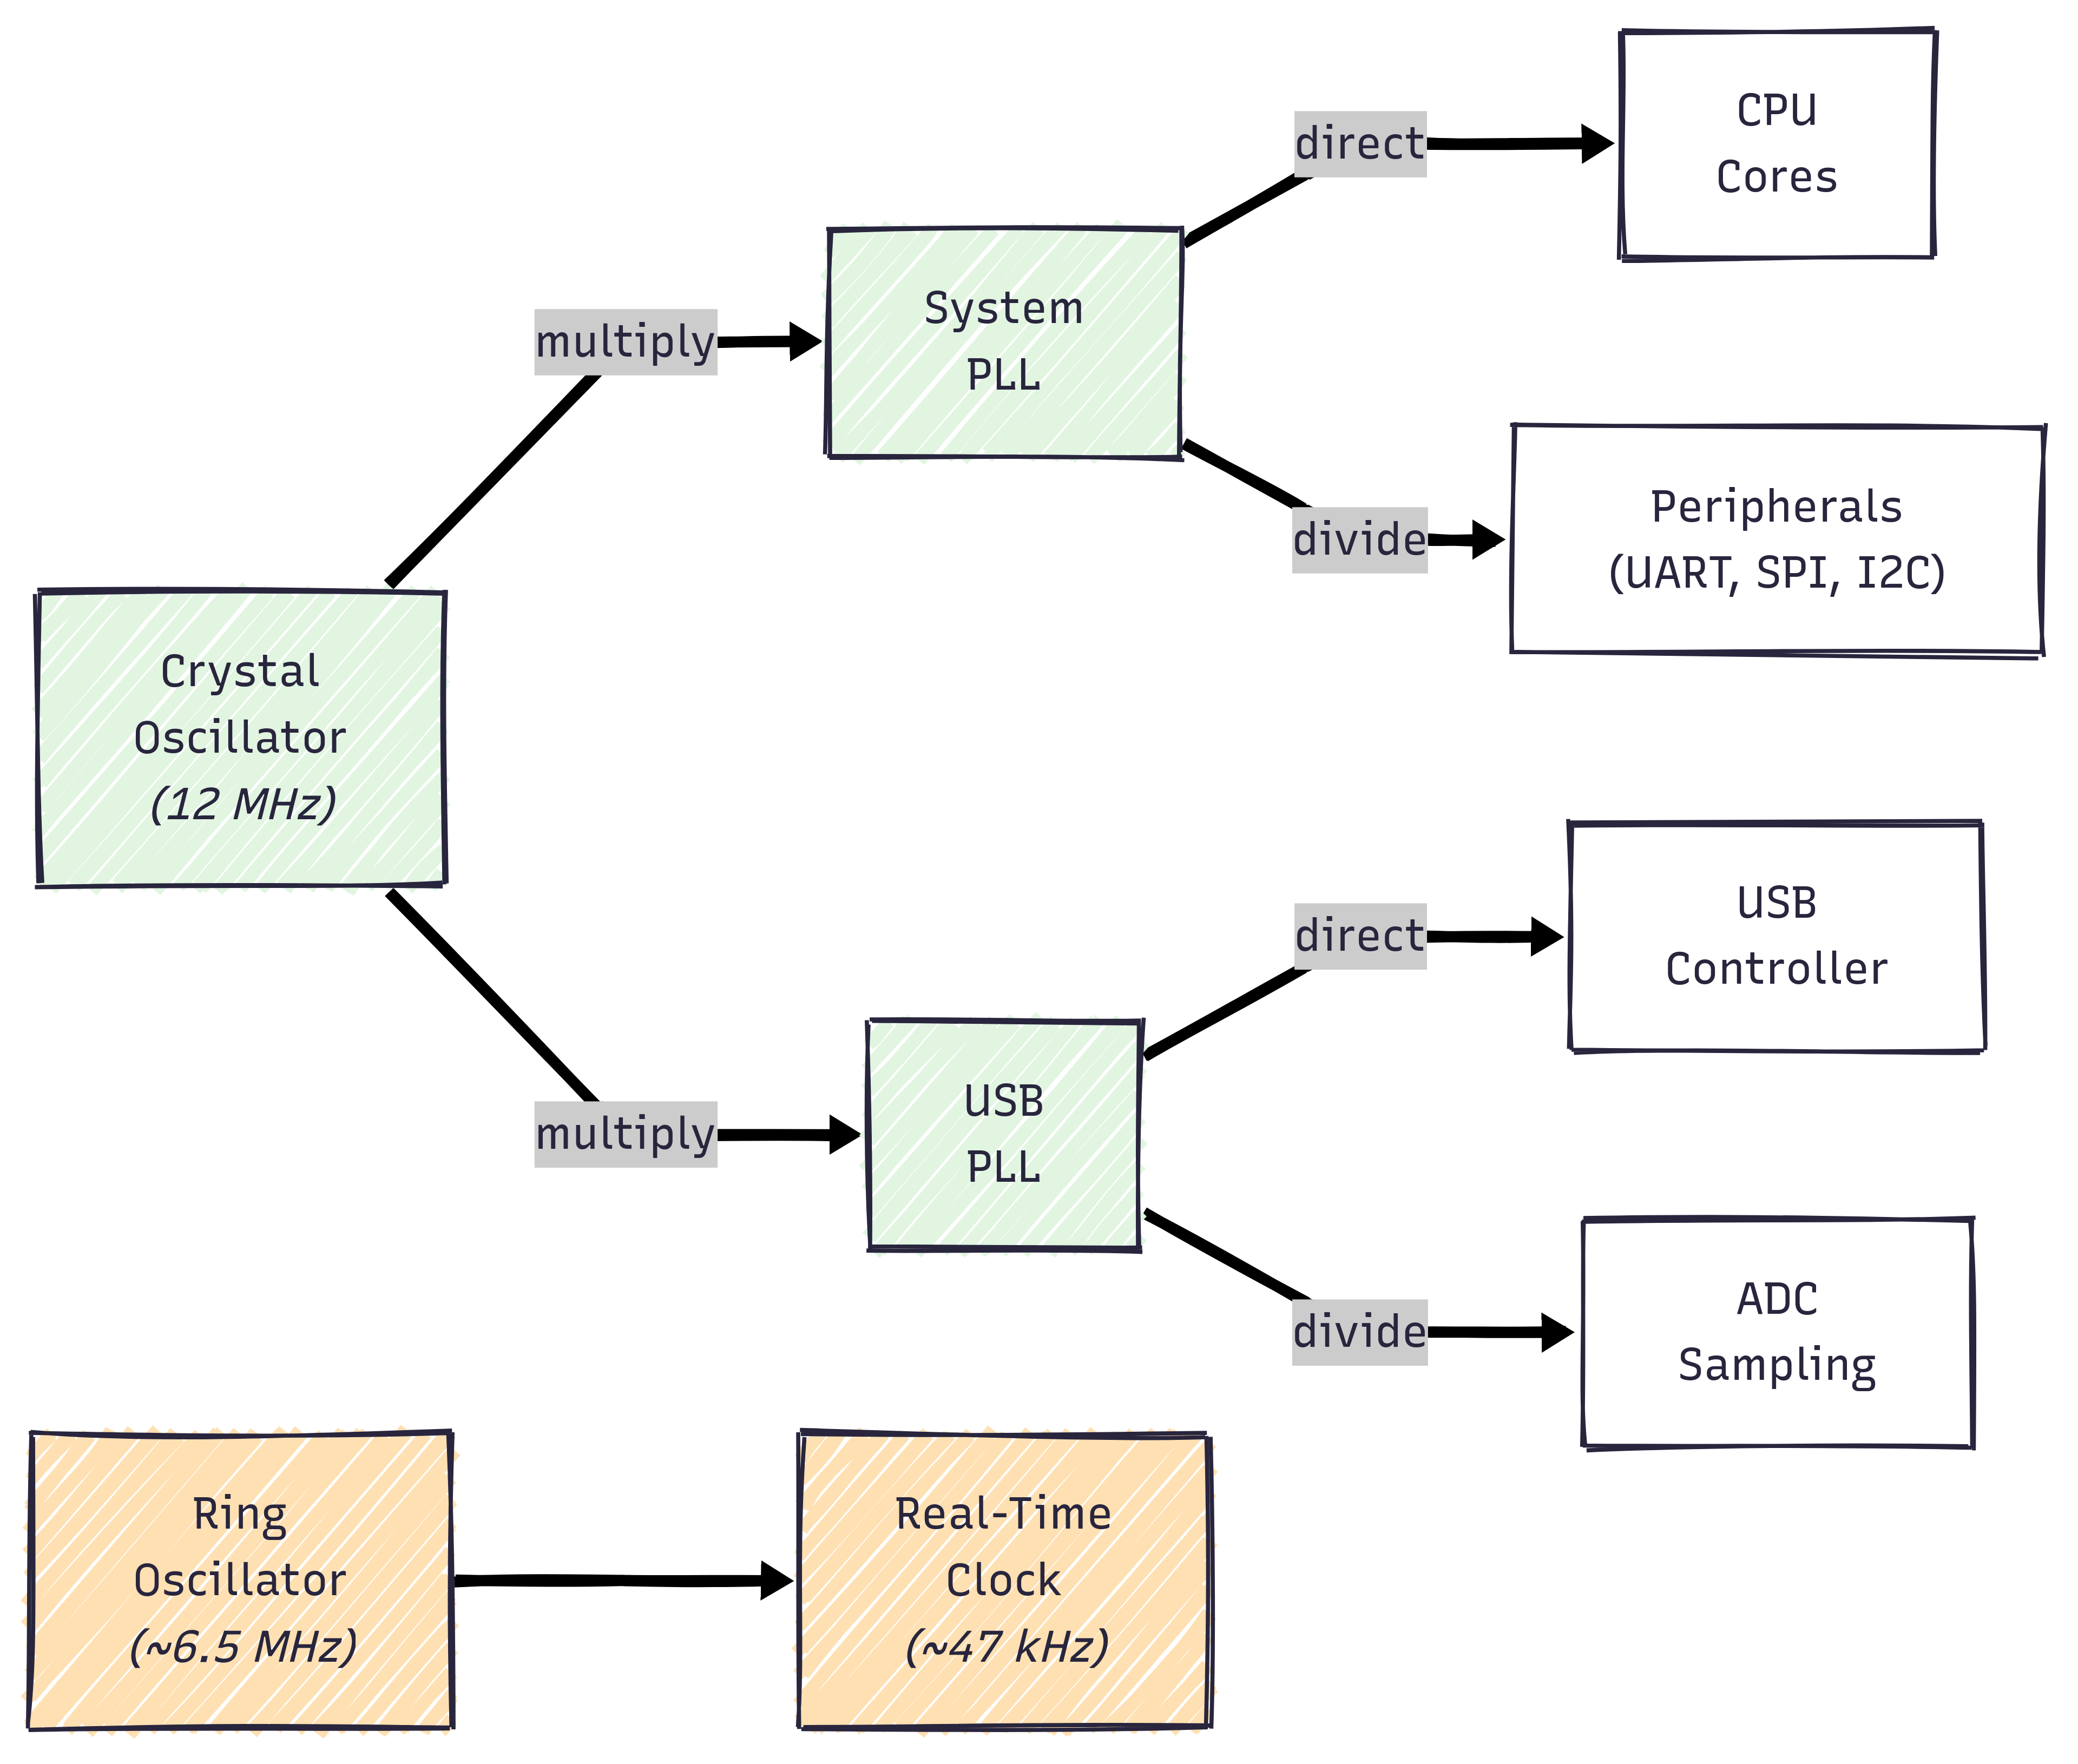 CPU
Cores
direct
System
PLL
multiply
divide
Peripherals
(UART, SPI, I2C)
Crystal
Oscillator
(12 MHz)
USB
Controller
direct
USB
PLL
multiply
divide
ADC
Sampling
Ring
Oscillator
(~6.5 MHz)
Real-Time
Clock
(~47 kHz)